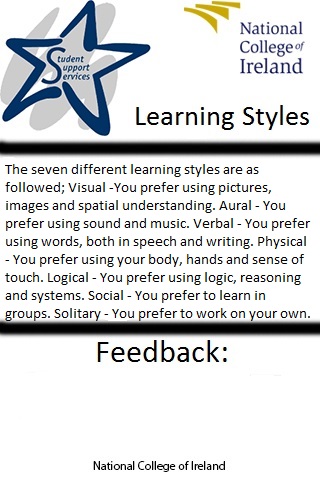 Student
Support
Services
National
College of
Ireland
Learning Styles
The seven different learning styles are as
followed; Visual -You prefer using pictures,
images and spatial understanding. Aural - You
prefer using sound and music. Verbal - You prefer
using words, both in speech and writing. Physical
- You prefer using your body, hands and sense of
touch. Logical - You prefer using logic, reasoning
and systems. Social - You prefer to learn in
groups. Solitary - You prefer to work on your own.
Feedback:
National College of Ireland